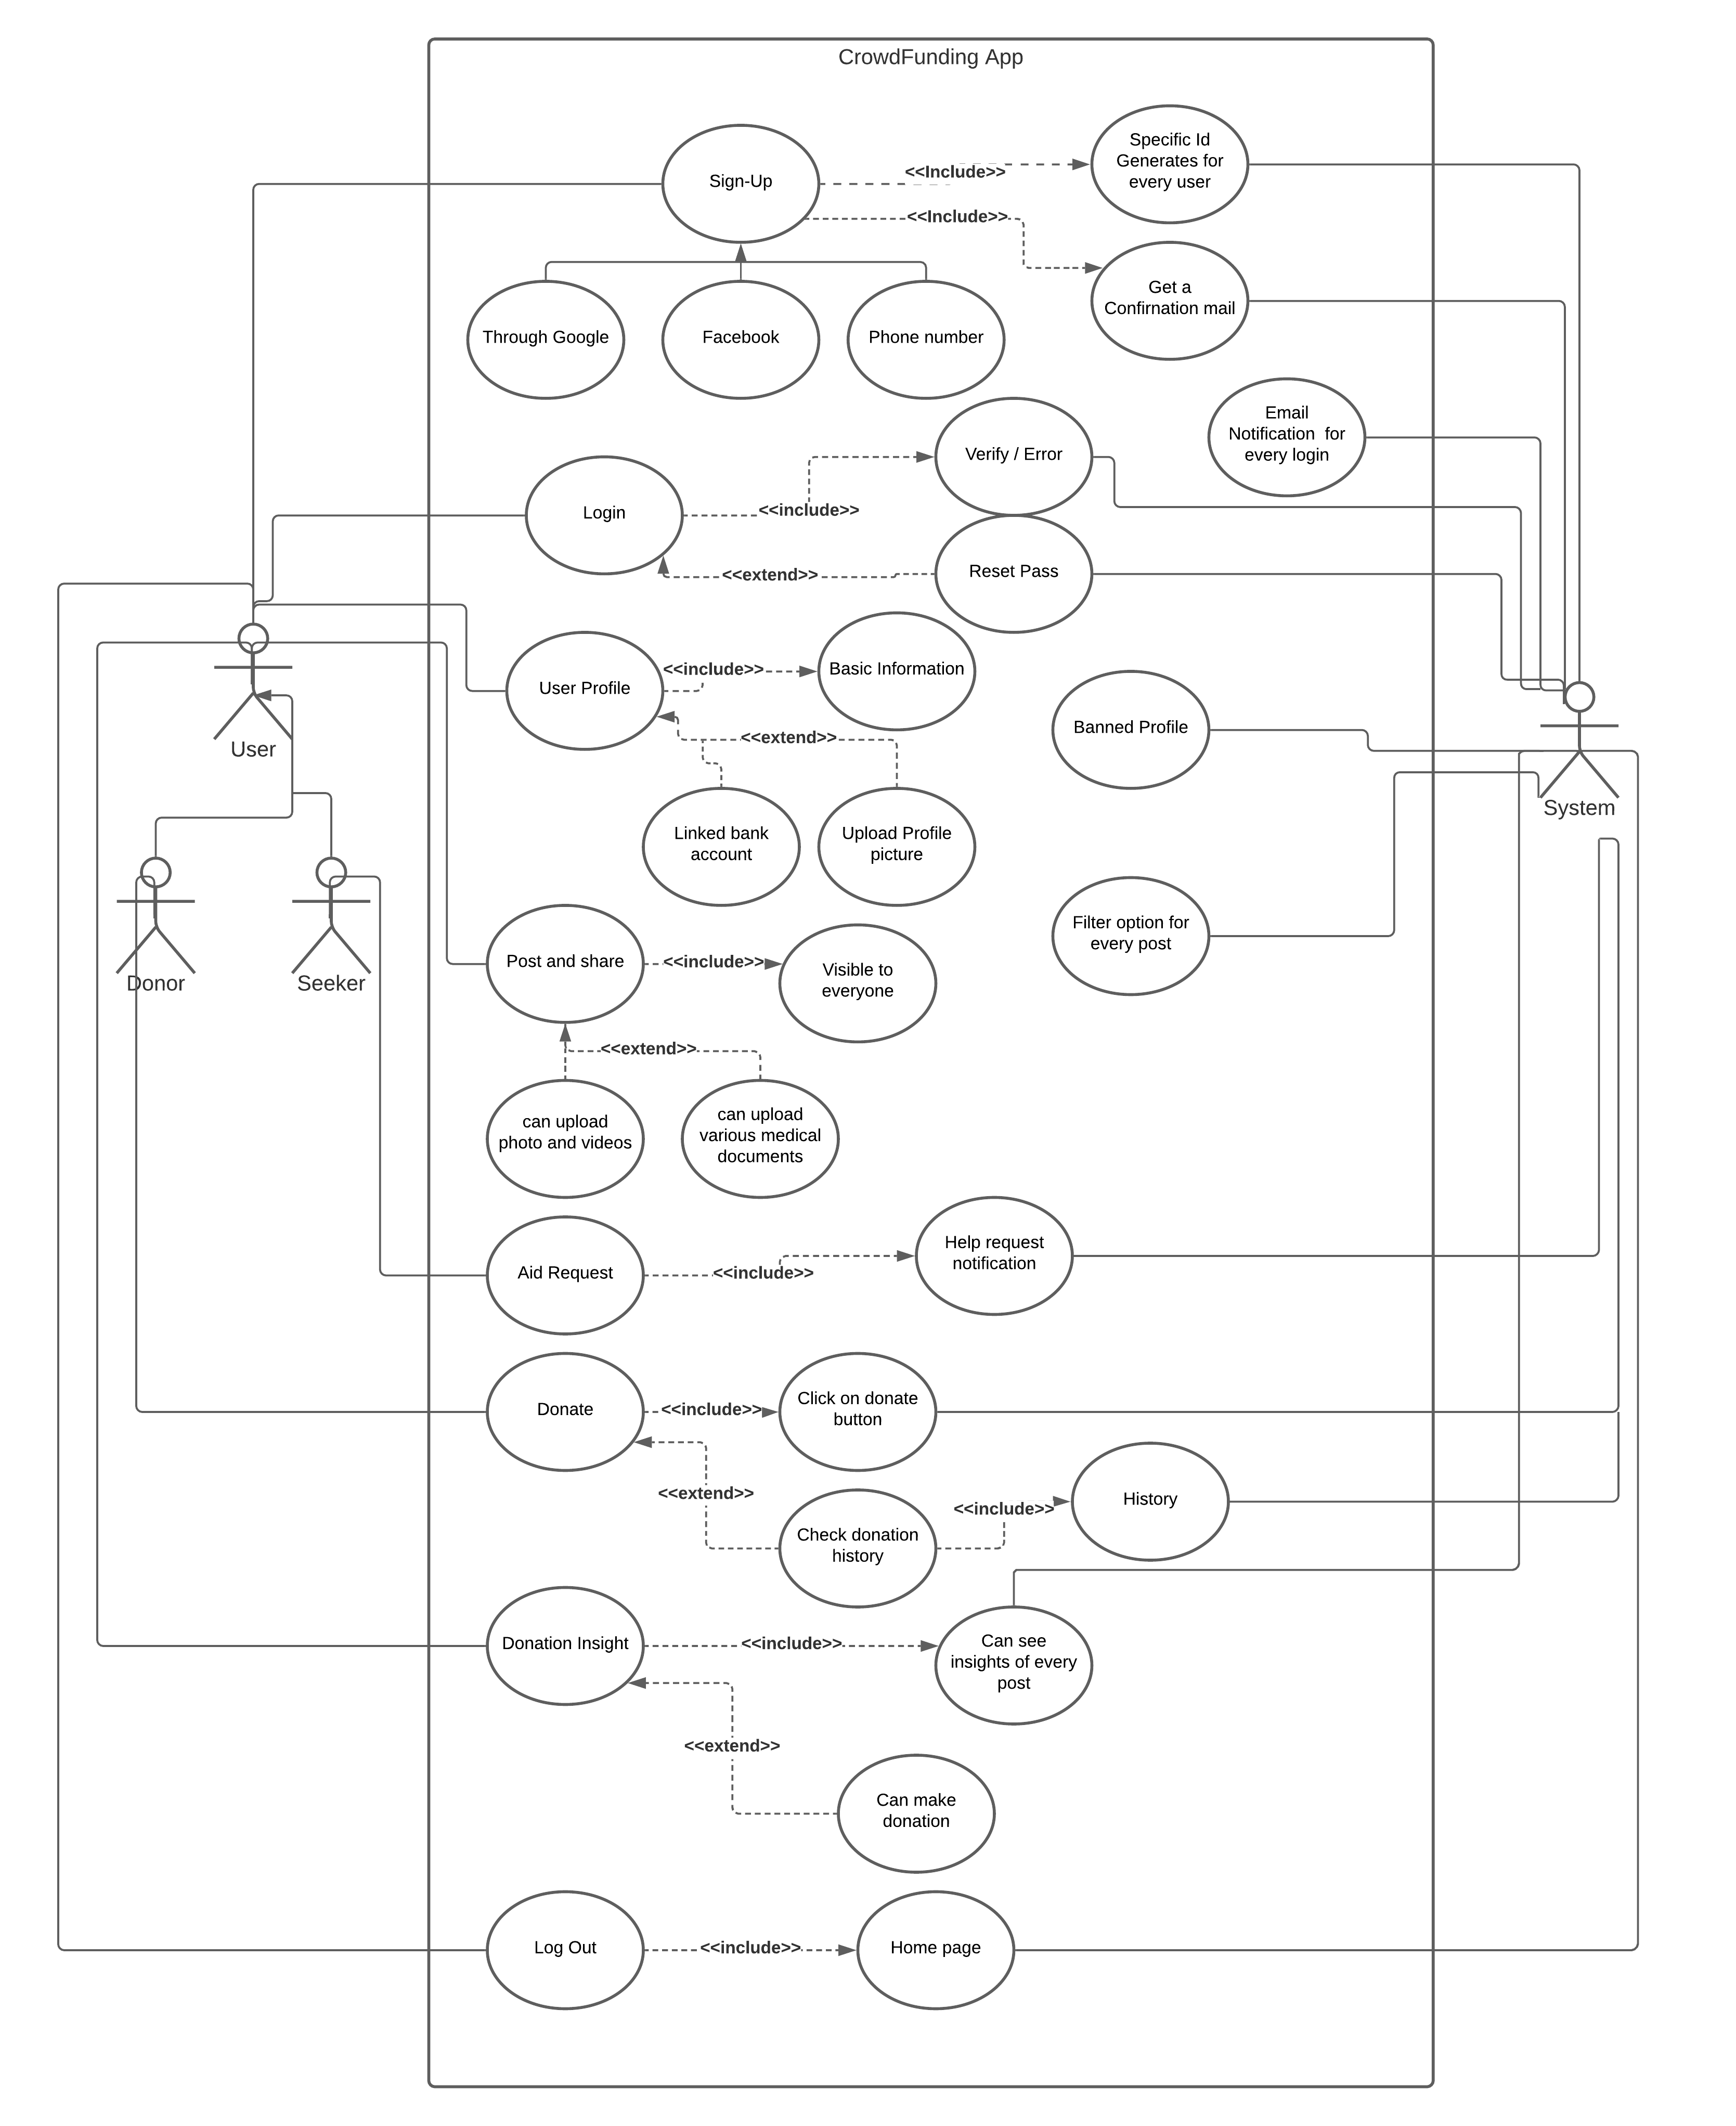 CrowdFunding App
Specific Id
Generates for
every user
Sign-Up
<<Include>>
<<Include>>
Get a
Confirnation mail
Through Google
Facebook
Phone number
Email
Notification  for
every login
Verify / Error
Login
<<include>>
<<extend>>
Reset Pass
User Profile
<<include>>
Basic Information
User
<<extend>>
Banned Profile
System
Linked bank
account
Upload Profile
picture
Filter option for
every post
Donor
Seeker
Post and share
<<include>>
Visible to
everyone
<<extend>>
can upload
photo and videos
can upload
various medical
documents
Aid Request
<<include>>
Help request
notification
Donate
<<include>>
Click on donate
button
<<extend>>
Check donation
history
<<include>>
History
Donation Insight
<<include>>
Can see
insights of every
post
<<extend>>
Can make
donation
Log Out
<<include>>
Home page